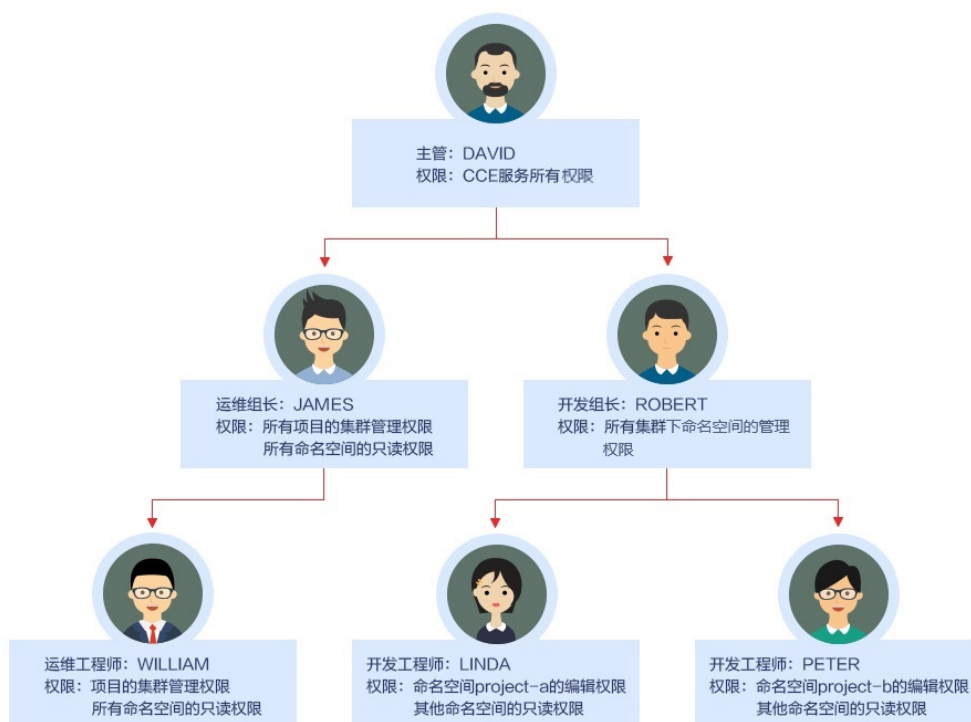 主管：DAVID
权限：CCE服务所有权限
运维组长：JAMES
权限：所有项目的集群管理权限
所有命名空间的只读权限
开发组长：ROBERT
权限：所有集群下命名空间的管理
权限
运维工程师：WILLIAM
权限：项目的集群管理权限
所有命名空间的只读权限
开发工程师：LINDA
权限：命名空间project-a的编辑权限
其他命名空间的只读权限
开发工程师：PETER
权限：命名空间project-b的编辑权限
其他命名空间的只读权限